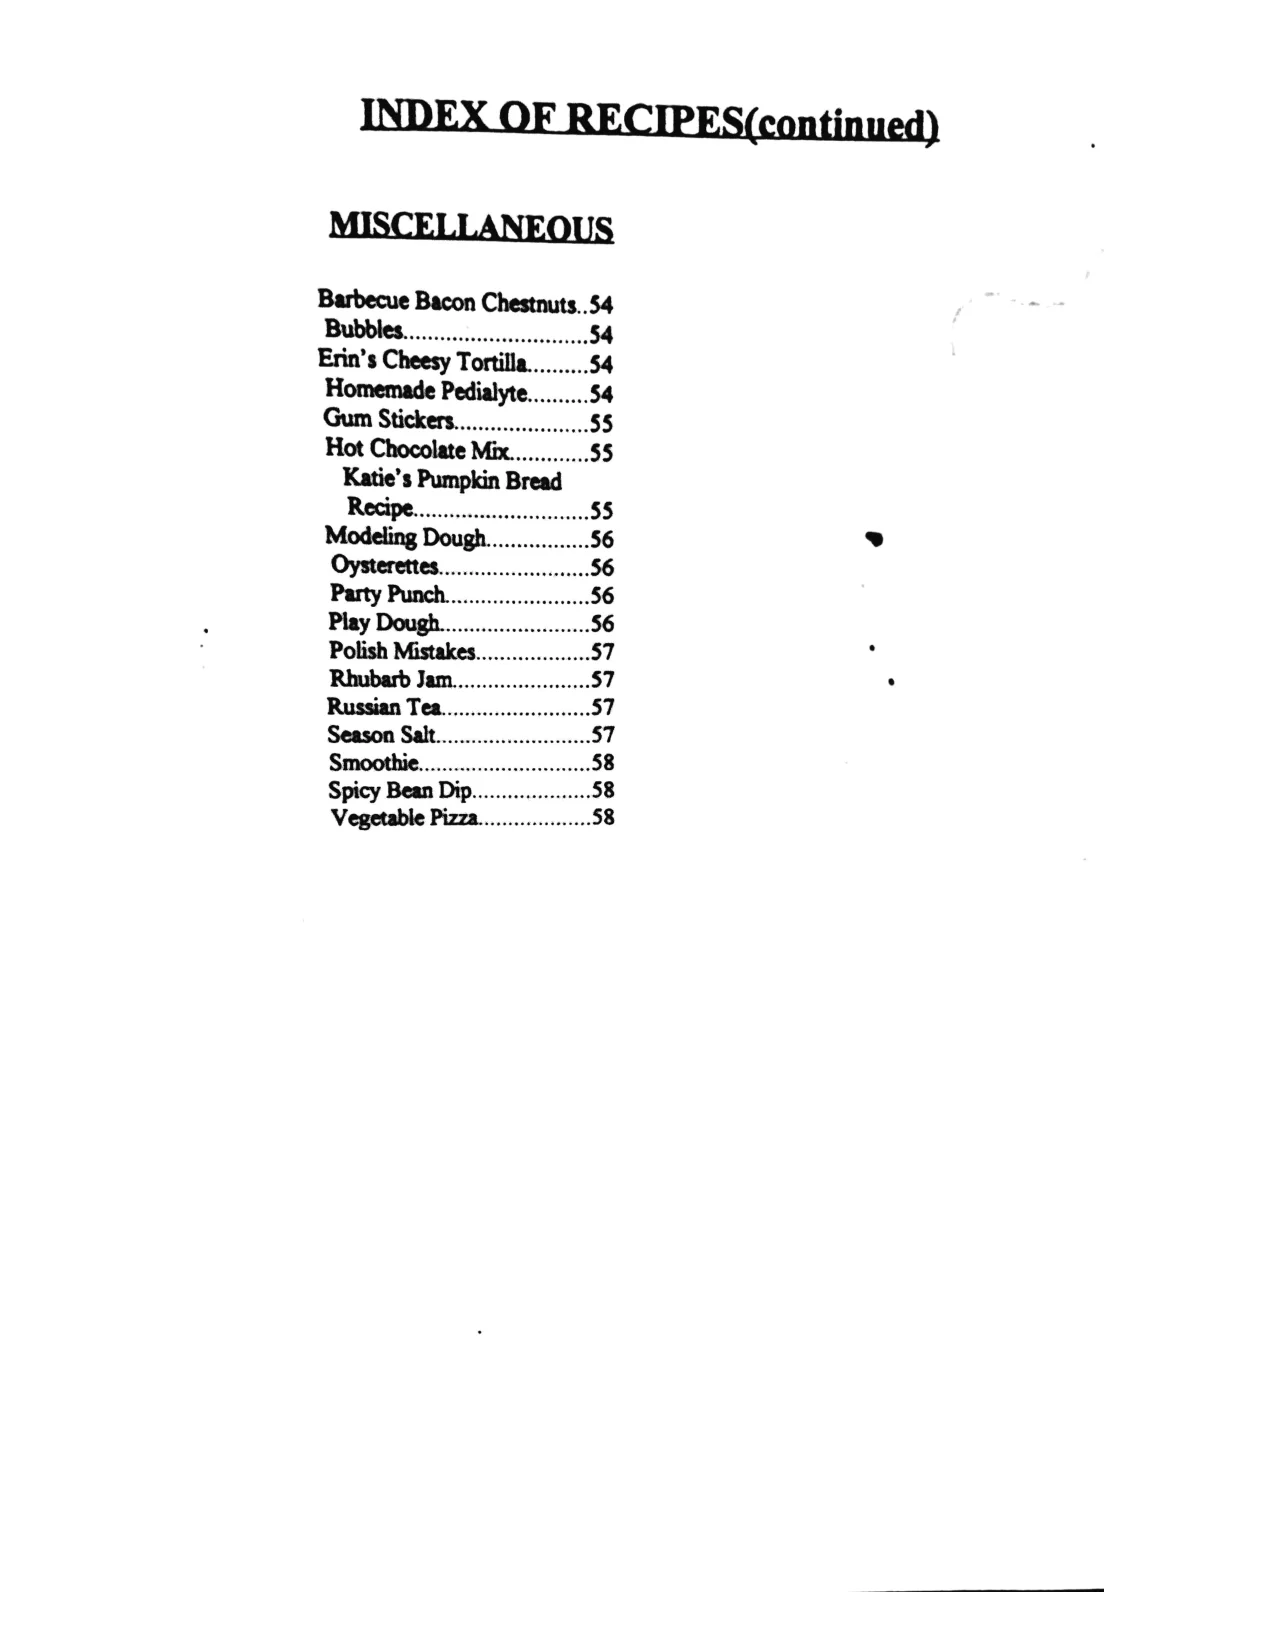 INDEX OF RECIPES(continued)
MISCELLANEOUS
Barbecue Bacon Chestnuts..54
Bubbles...............................54
Erin's Cheesy Tortilla..........54
Homemade Pedialyte..........54
Gum Stickers.......................55
Hot Chocolate Mix.............55
Katie's Pumpkin Bread
Recipe..............................55
Modeling Dough.................56
Oysterettes.........................56
Party Punch........................56
Play Dough.........................56
Polish Mistakes...................57
Rhubarb Jam.......................57
Russian Tea.........................57
Season Salt..........................57
Smoothie.............................58
Spicy Bean Dip....................58
Vegetable Pizza...................58